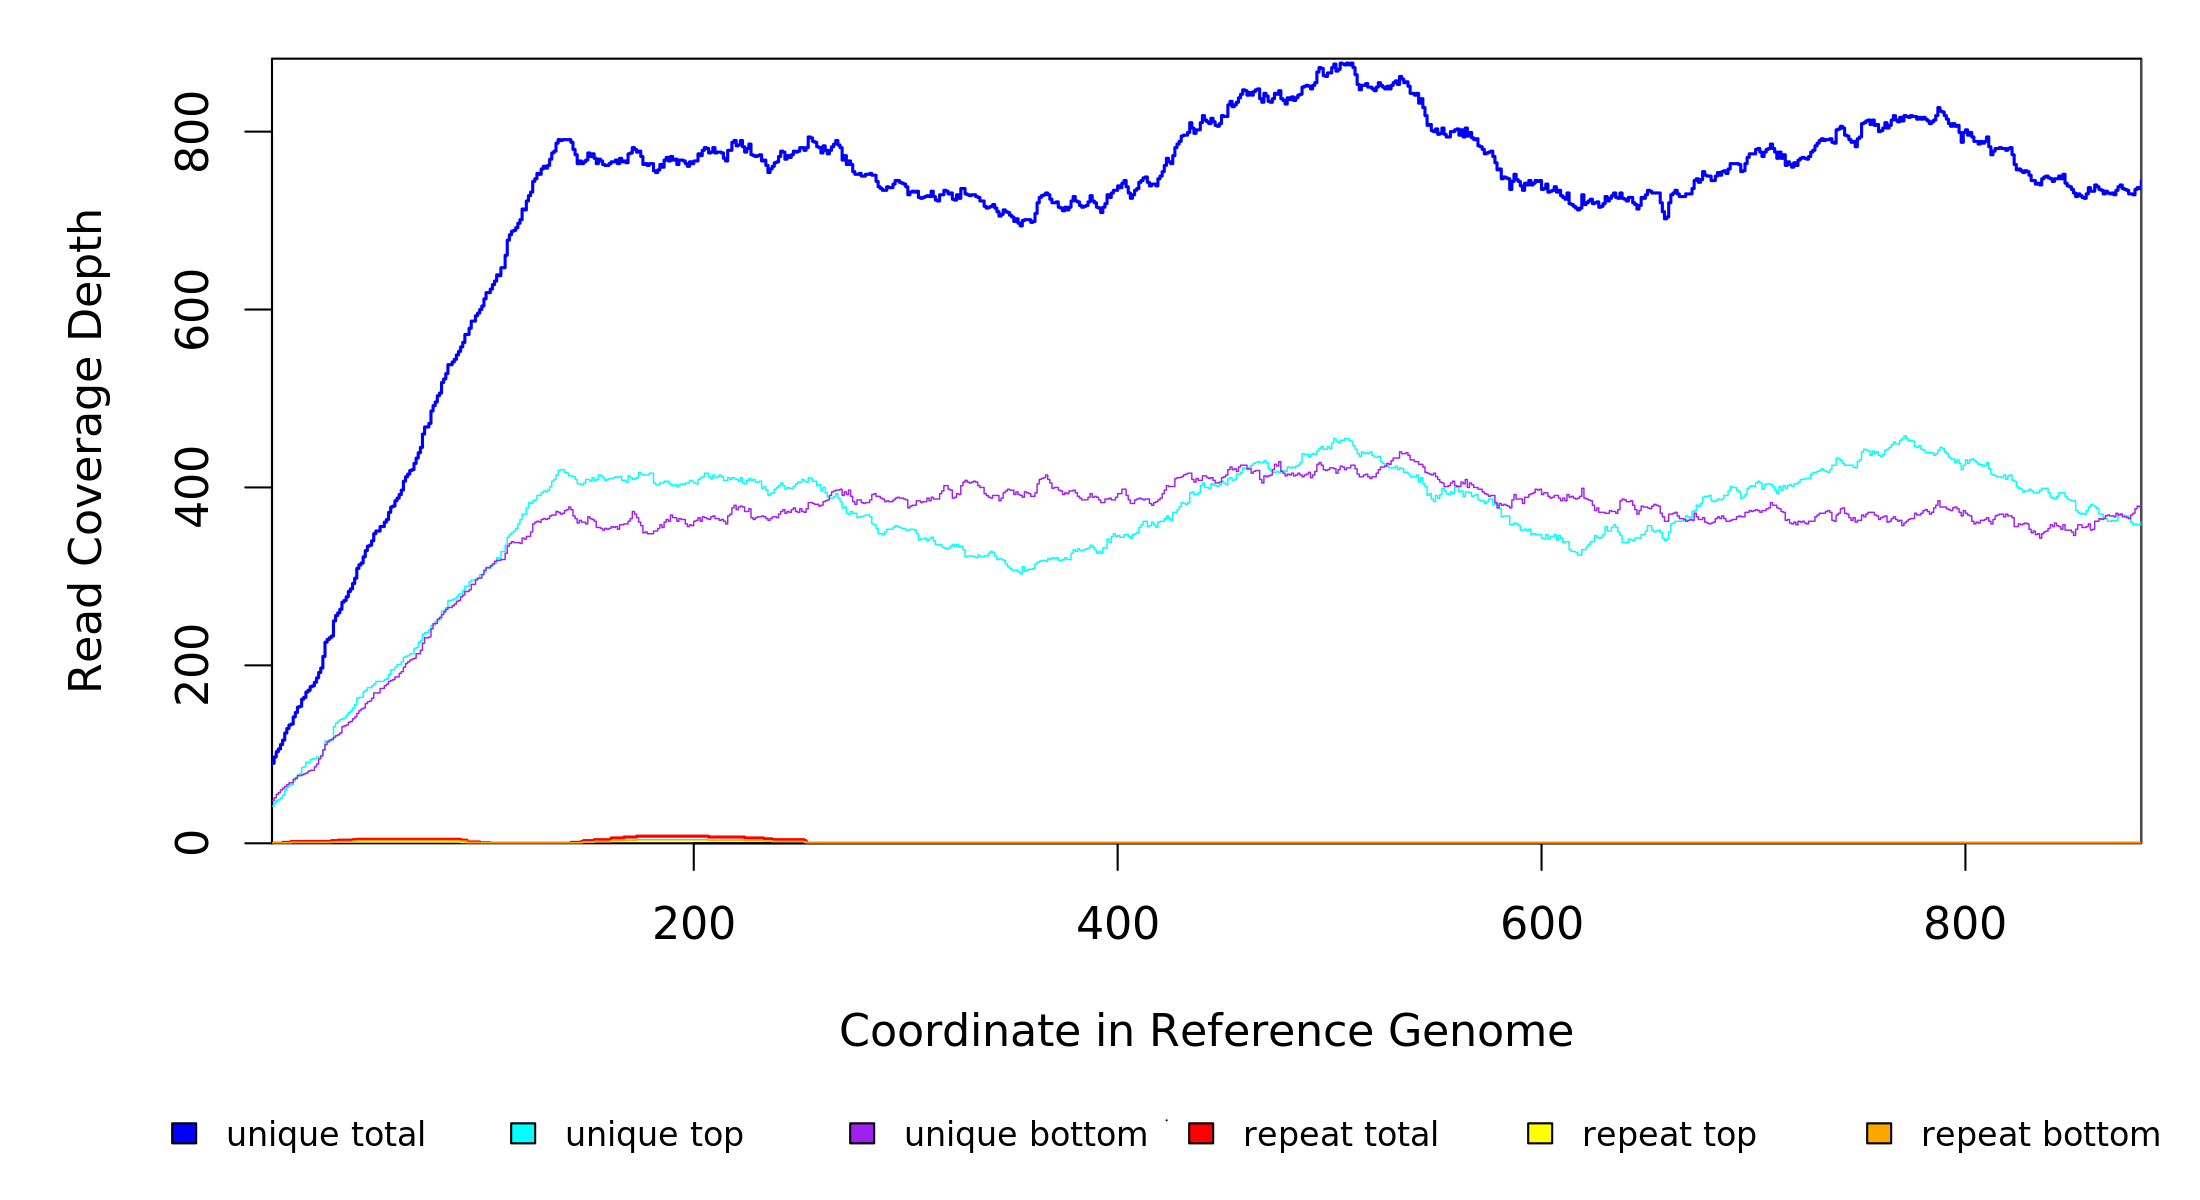 Read Coverage Depth
800
600
400
200
0
200 400 600 800
Coordinate in Reference Genome
unique total unique top unique bottom repeat total repeat top repeat bottom